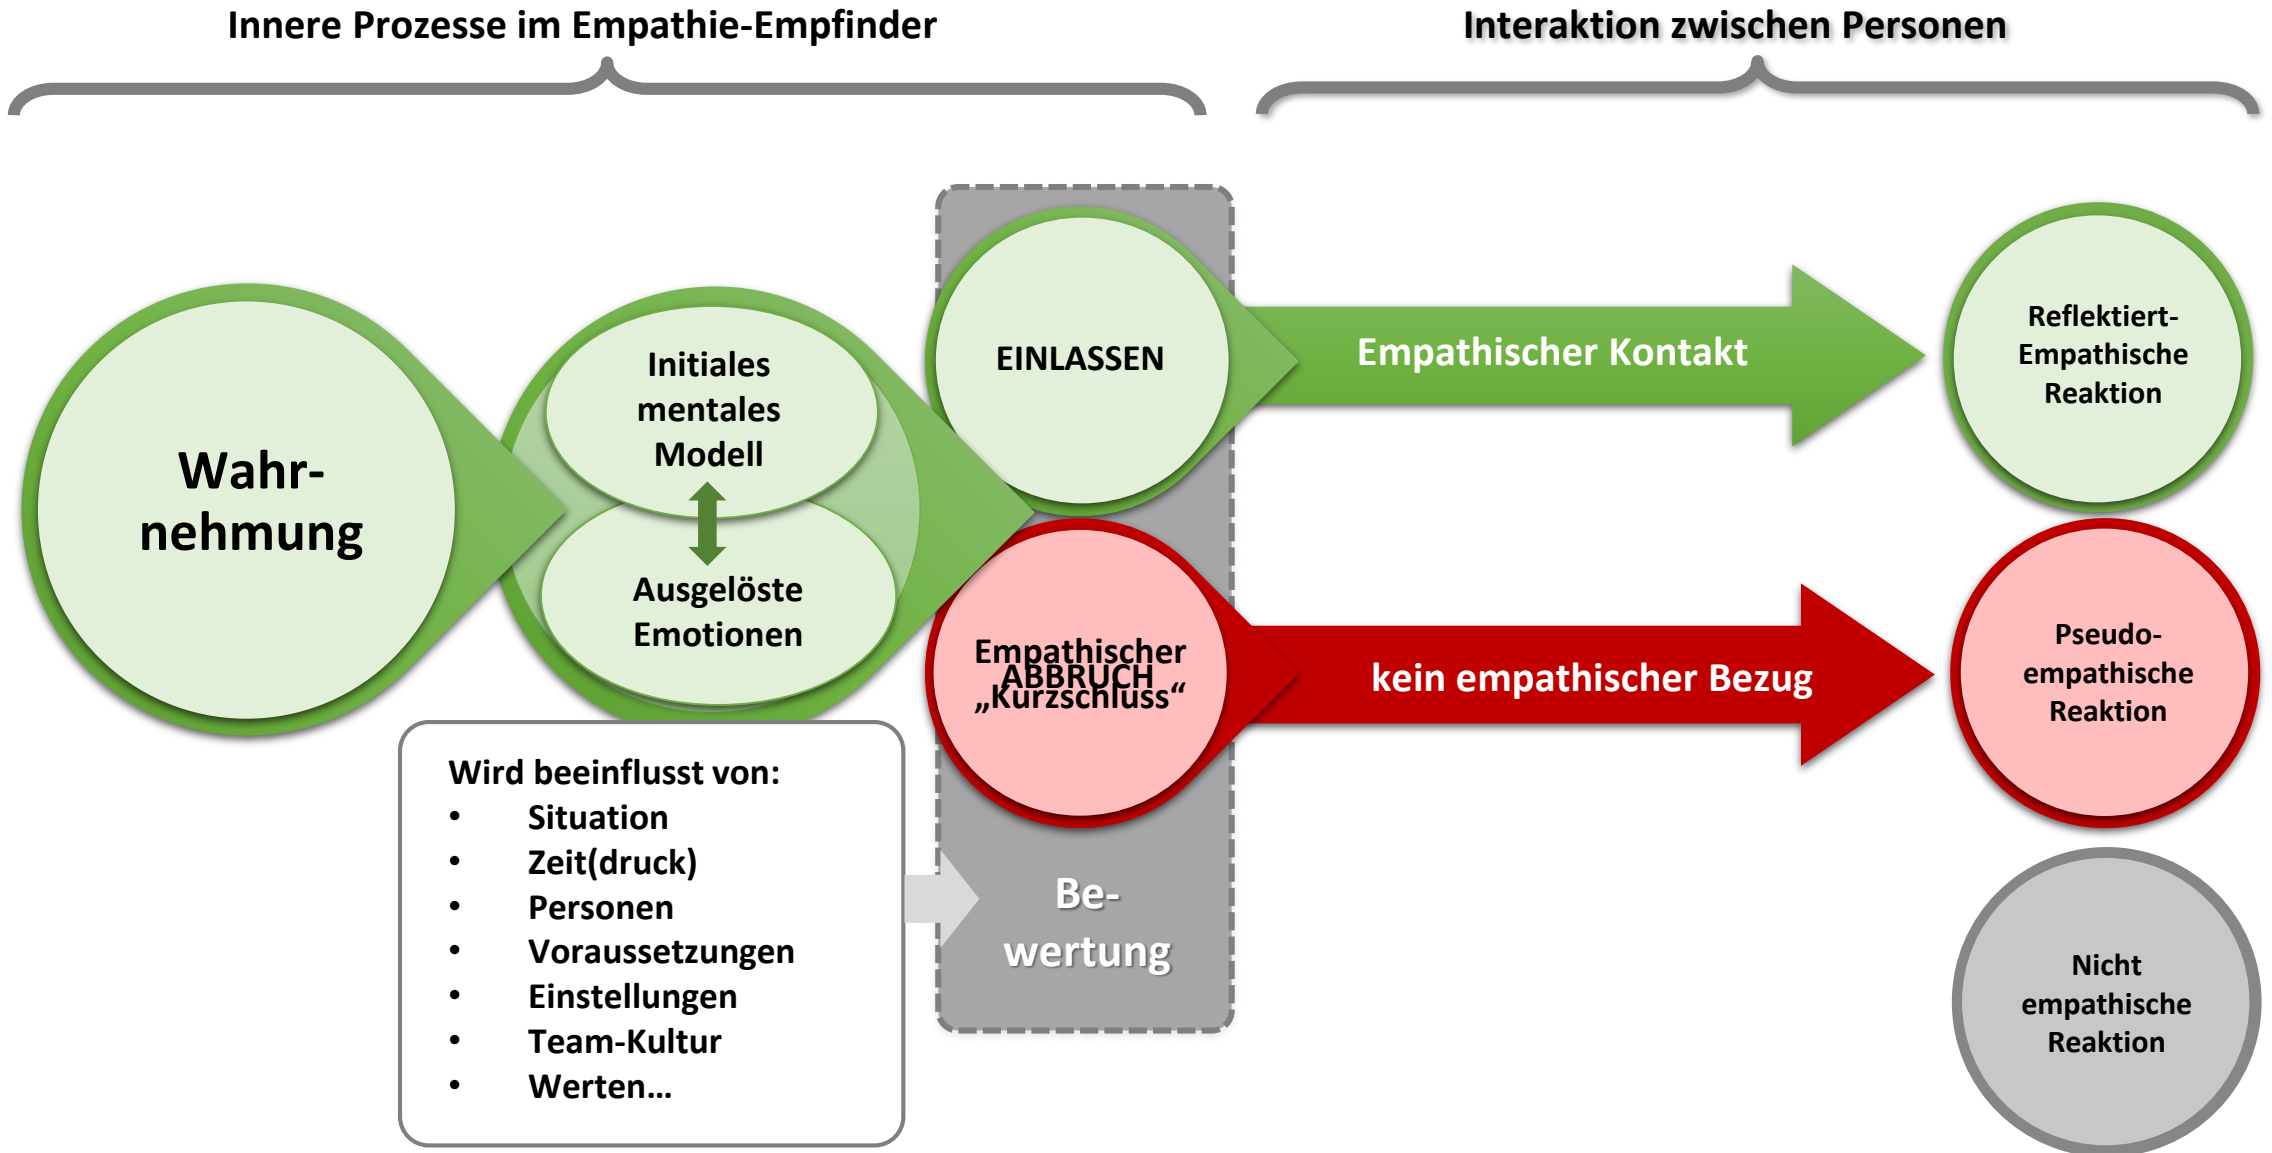 Innere Prozesse im Empathie-Empfinder
Interaktion zwischen Personen
Wahr-
nehmung
Initiales
mentales
Modell
Ausgelöste
Emotionen
EINLASSEN
Empathischer Kontakt
Reflektiert-
Empathische
Reaktion
Empathischer
ABBRUCH
„Kurzschluss“
kein empathischer Bezug
Pseudo-
empathische
Reaktion
Wird beeinflusst von:
• Situation
• Zeit(druck)
• Personen
• Voraussetzungen
• Einstellungen
• Team-Kultur
• Werten...
Be-
wertung
Nicht
empathische
Reaktion